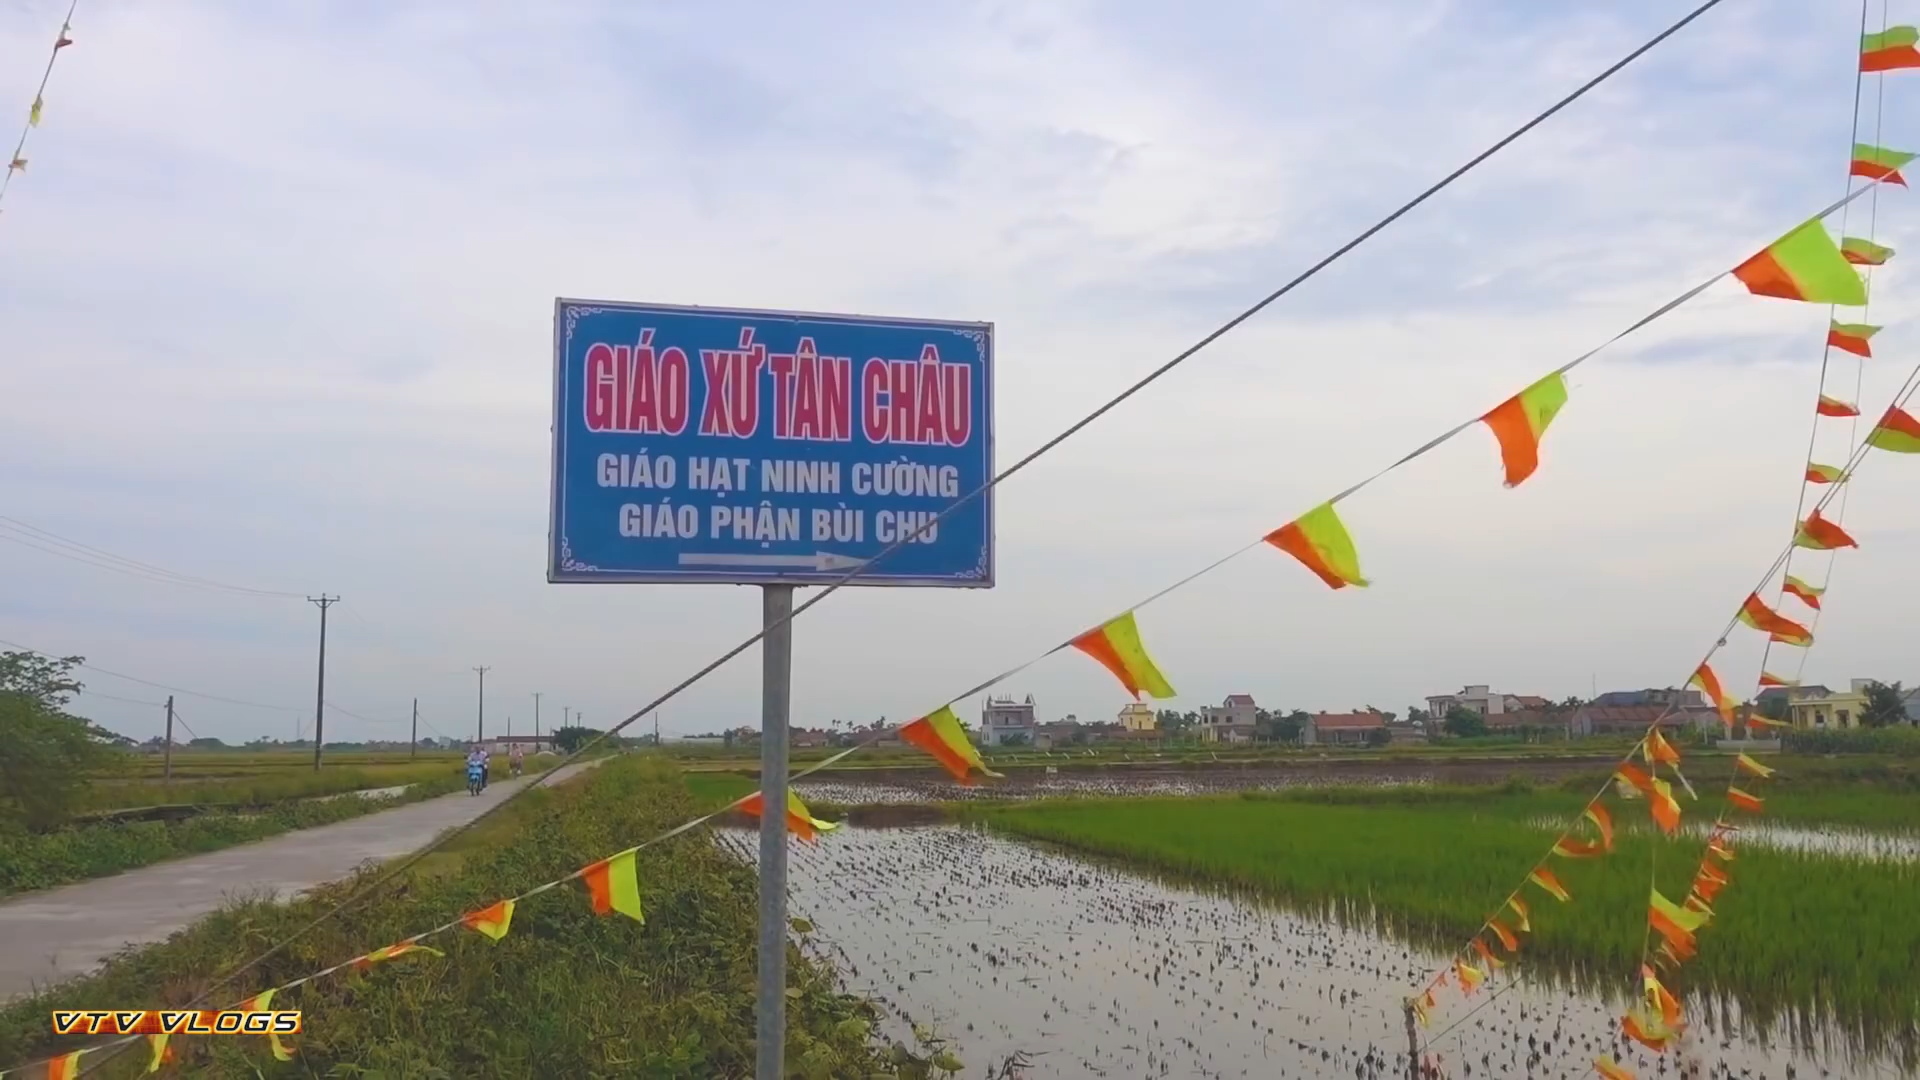 GIÁO XỨ TÂN CHÂU
GIÁO HẠT NINH CƯỜNG
GIÁO PHẬN BÙI CHU
VTV VLOGS